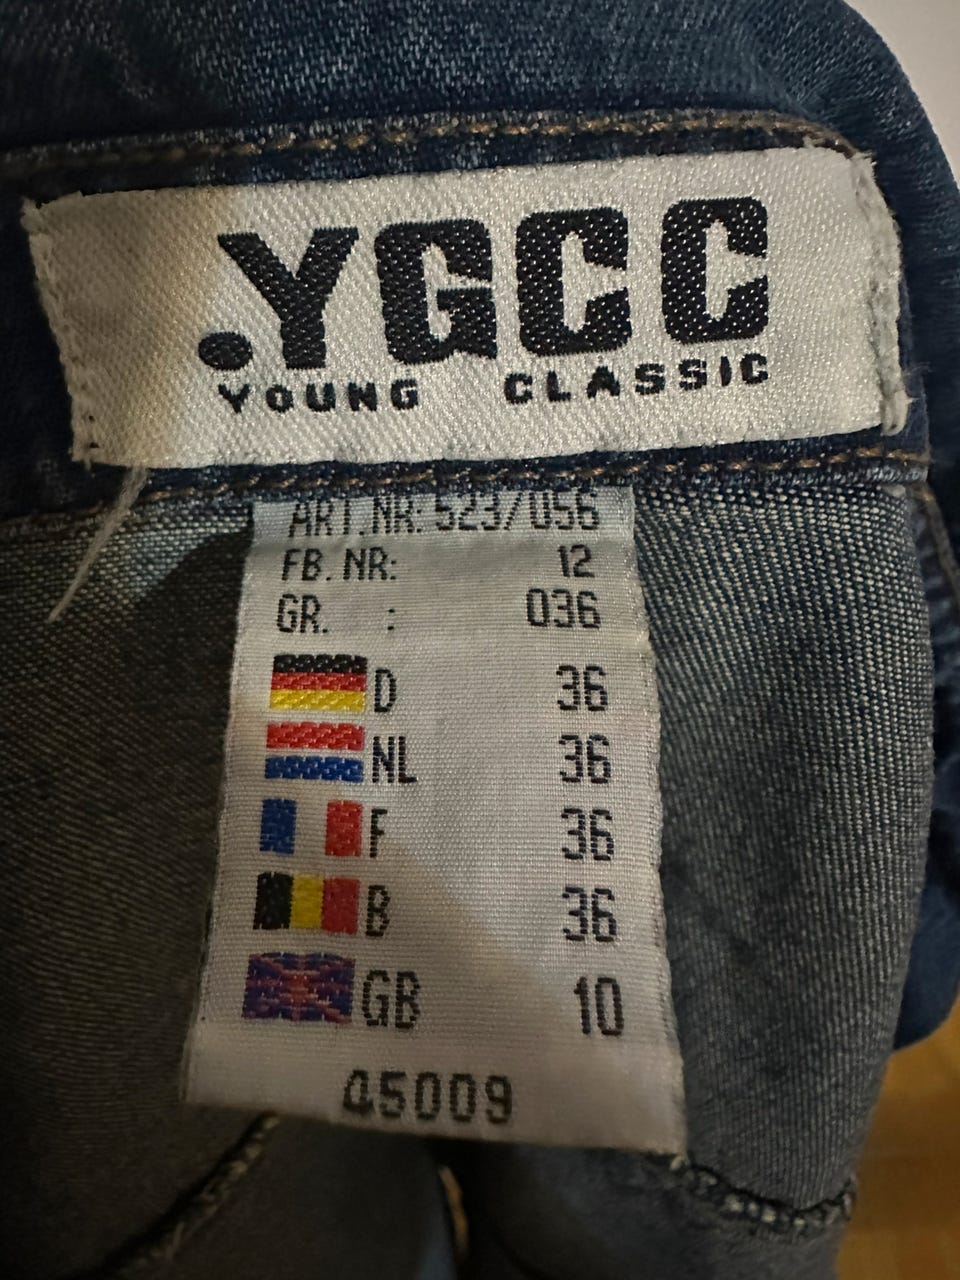 .YGCC
YOUNG CLASSIC
ART.NR: 523/056
FB. NR: 12
GR. : 036
D 36
NL 36
F 36
B 36
GB 10
45009